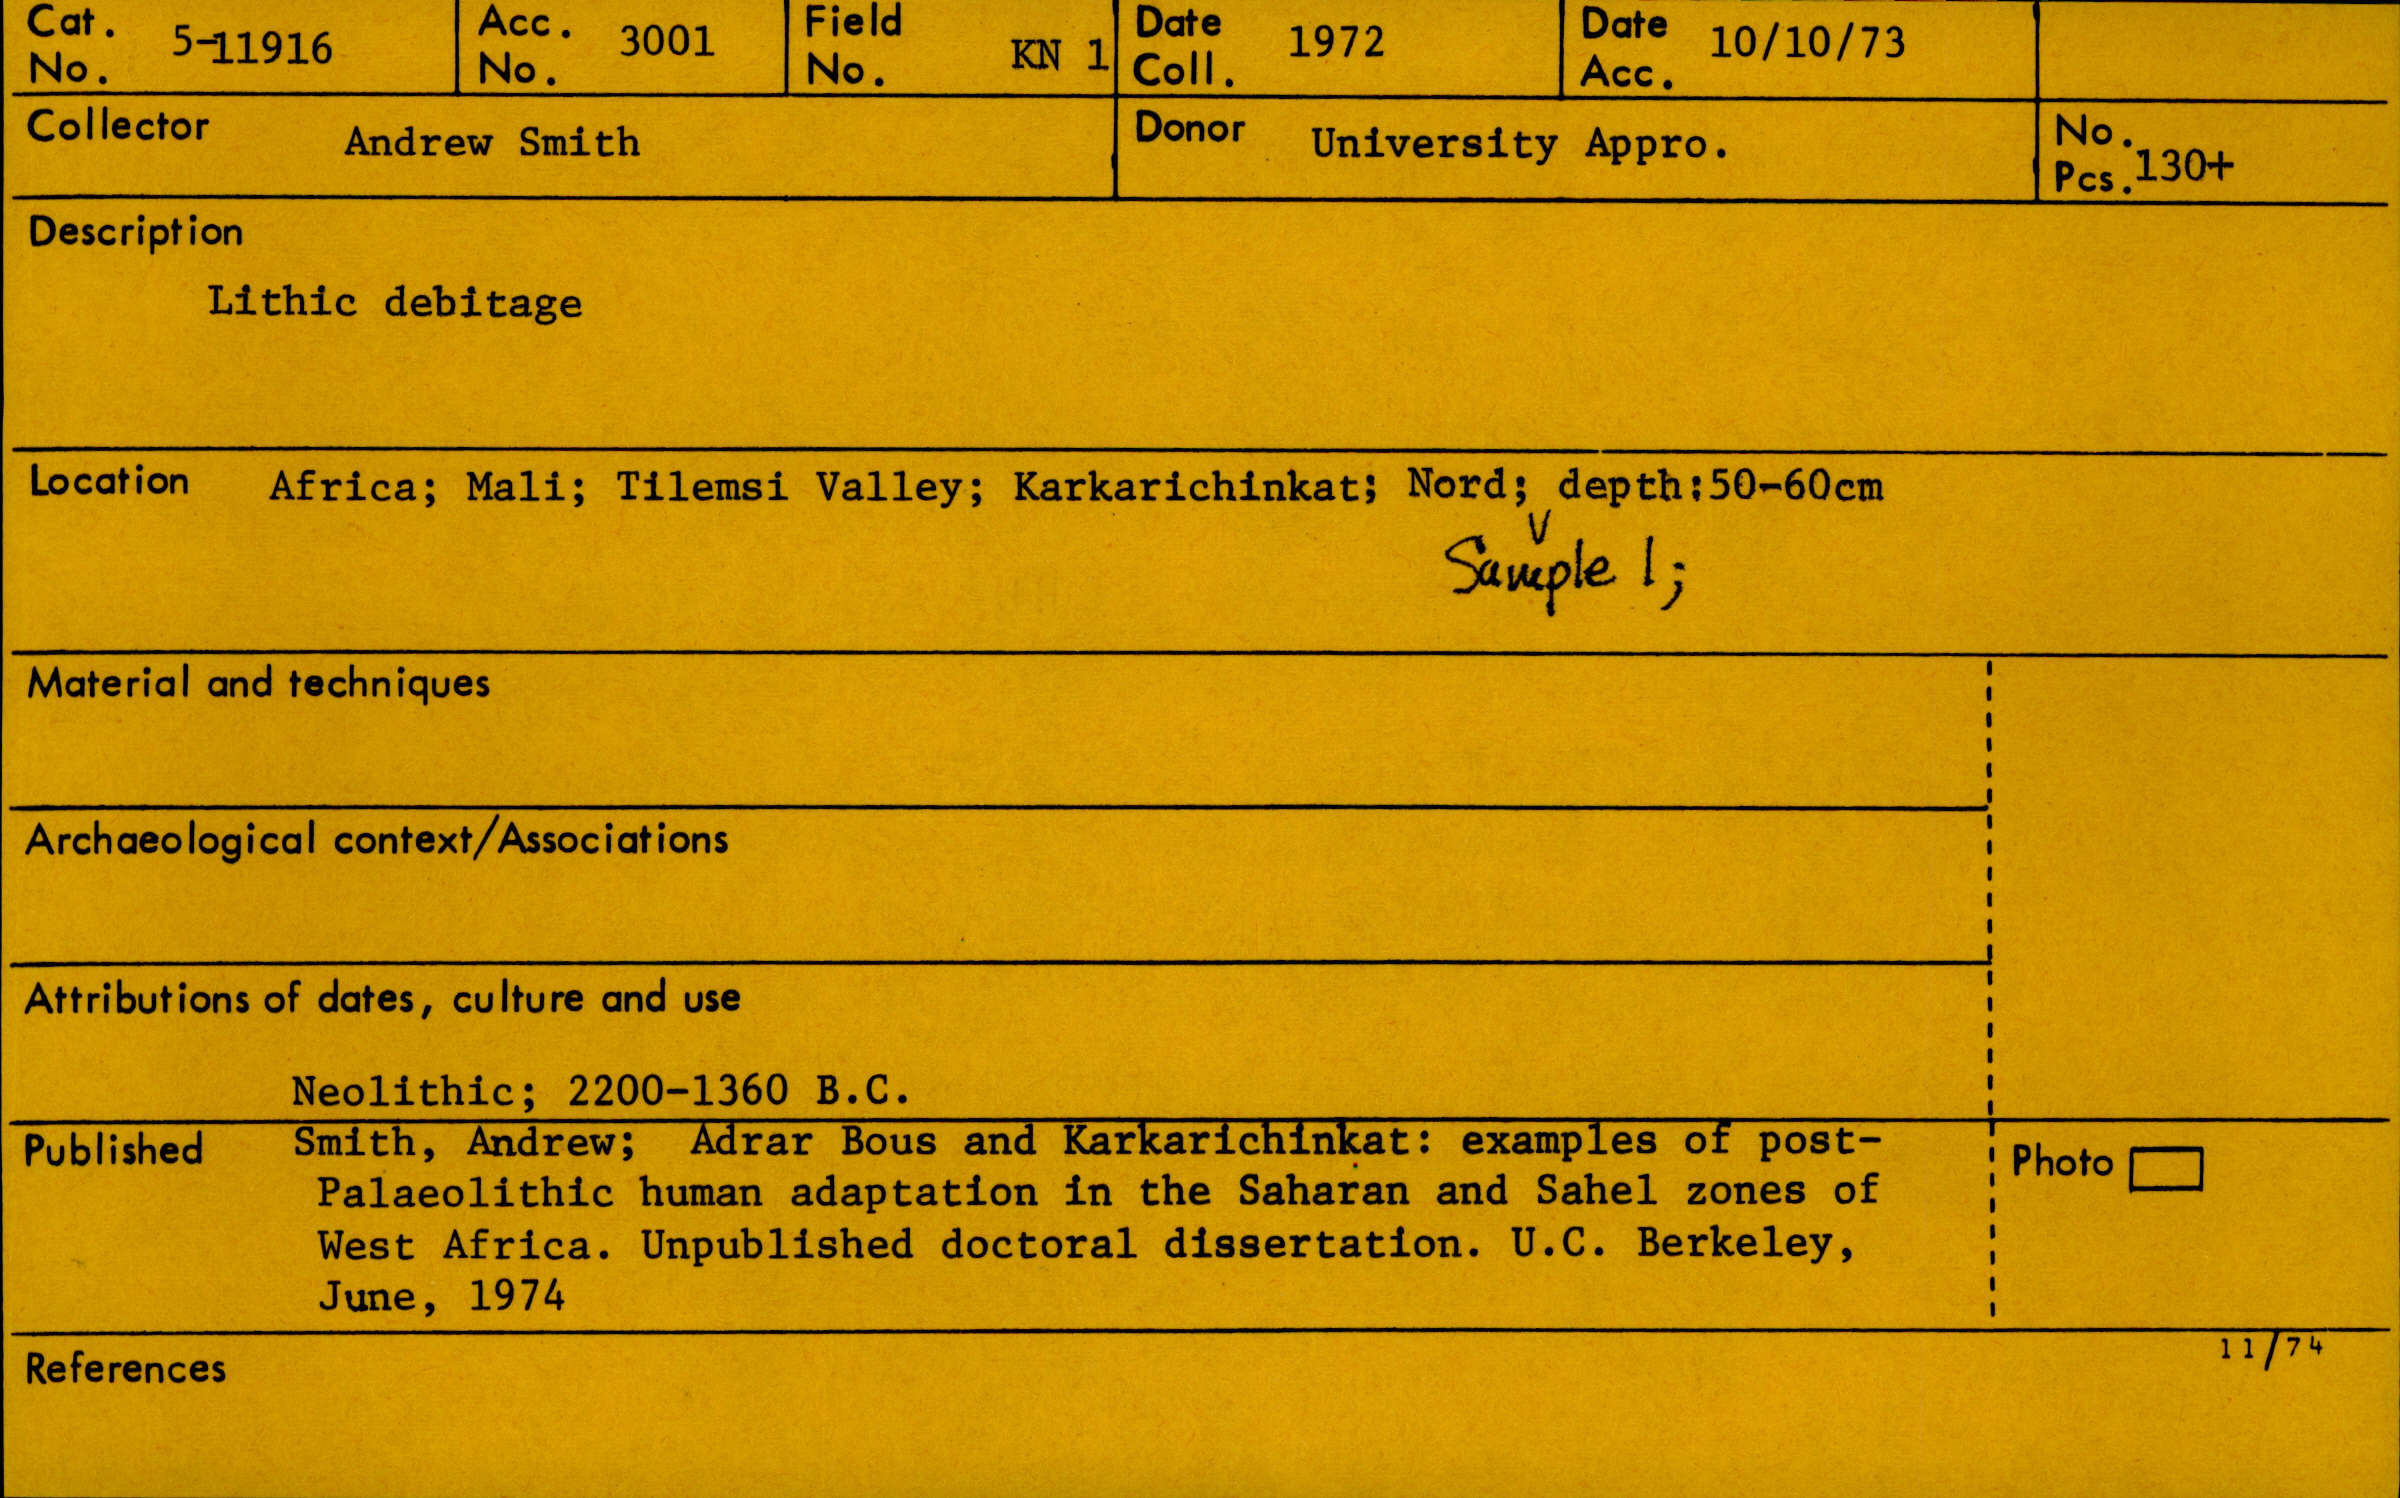 Cat. No. 5-11916 Acc. No. 3001 Field No. KN 1 Date Coll. 1972 Date Acc. 10/10/73
Collector Andrew Smith Donor University Appro. No. Pcs. 130+
Description
Lithic debitage
Location Africa; Mali; Tilemsi Valley; Karkarichinkat; Nord; depth:50-60cm
V
Sample 1;
Material and techniques
Archaeological context/Associations
Attributions of dates, culture and use
Neolithic; 2200-1360 B.C.
Published Smith, Andrew; Adrar Bous and Karkarichinkat: examples of post-
Palaeolithic human adaptation in the Saharan and Sahel zones of
West Africa. Unpublished doctoral dissertation. U.C. Berkeley,
June, 1974
Photo
11/74
References